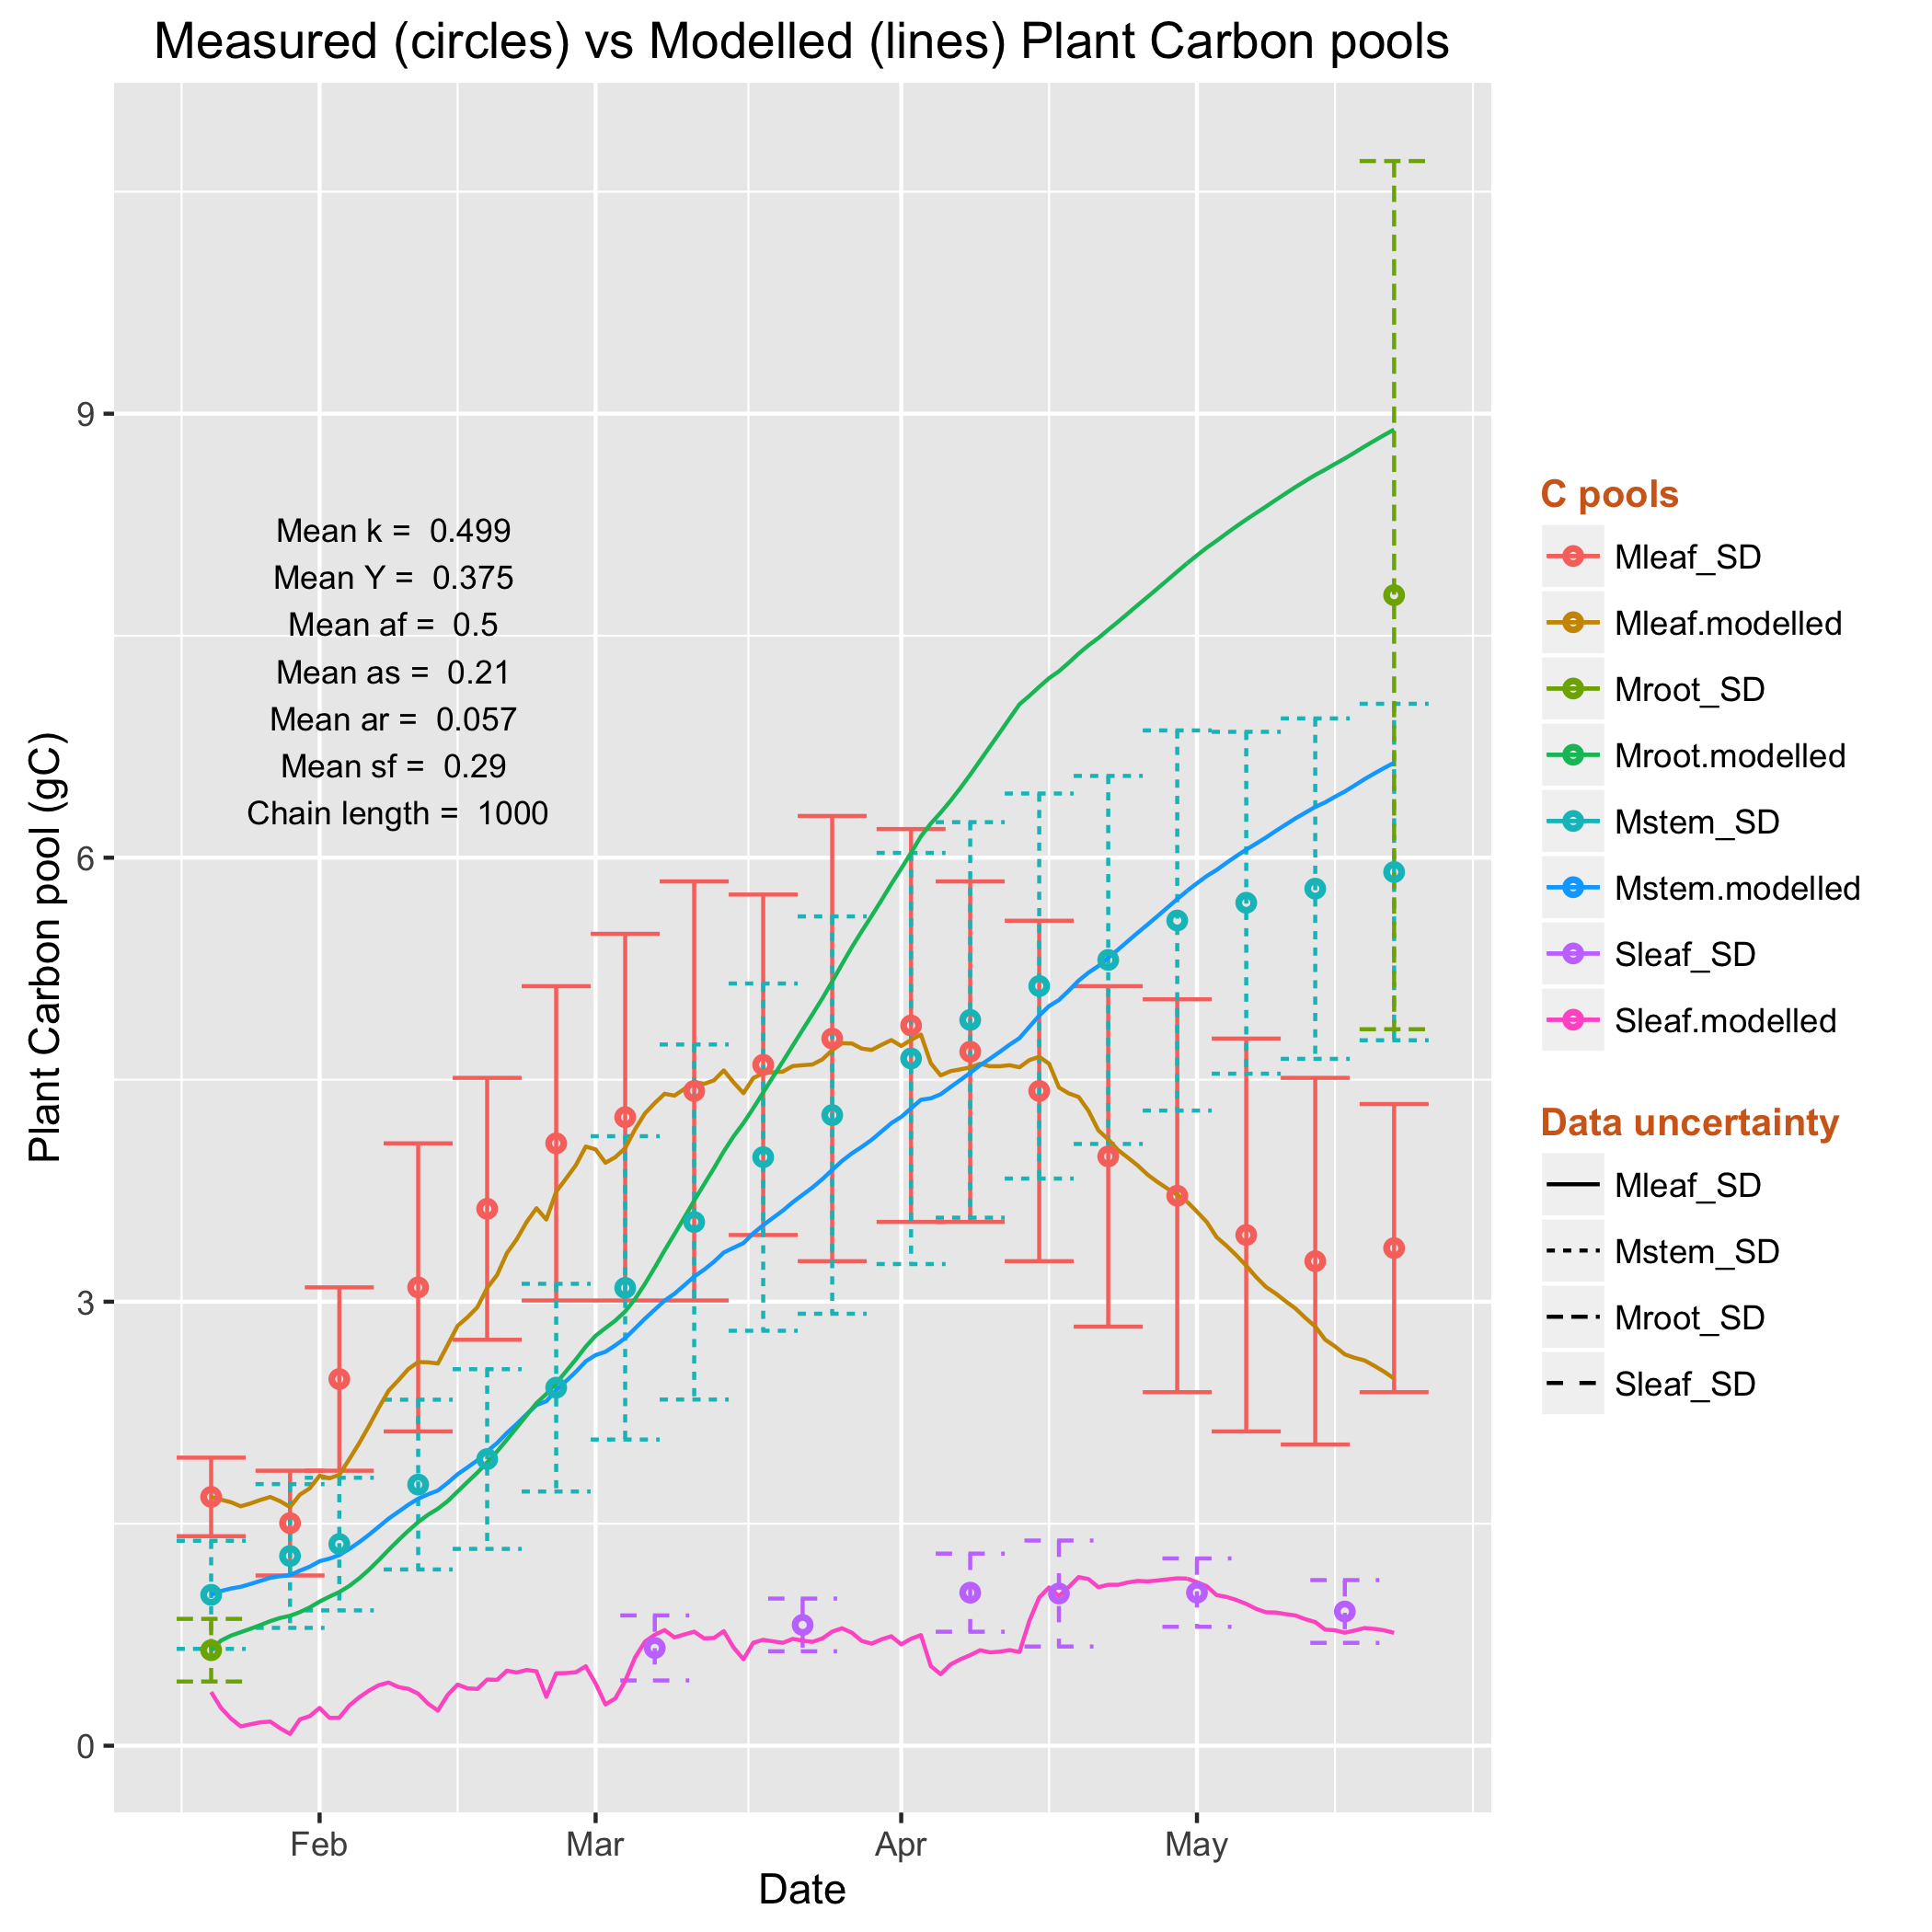 Measured (circles) vs Modelled (lines) Plant Carbon pools
Plant Carbon pool (gC)
9
6
3
0
Mean k = 0.499
Mean Y = 0.375
Mean af = 0.5
Mean as = 0.21
Mean ar = 0.057
Mean sf = 0.29
Chain length = 1000
Feb Mar Apr May
Date
C pools
Mleaf_SD
Mleaf.modelled
Mroot_SD
Mroot.modelled
Mstem_SD
Mstem.modelled
Sleaf_SD
Sleaf.modelled
Data uncertainty
Mleaf_SD
Mstem_SD
Mroot_SD
Sleaf_SD